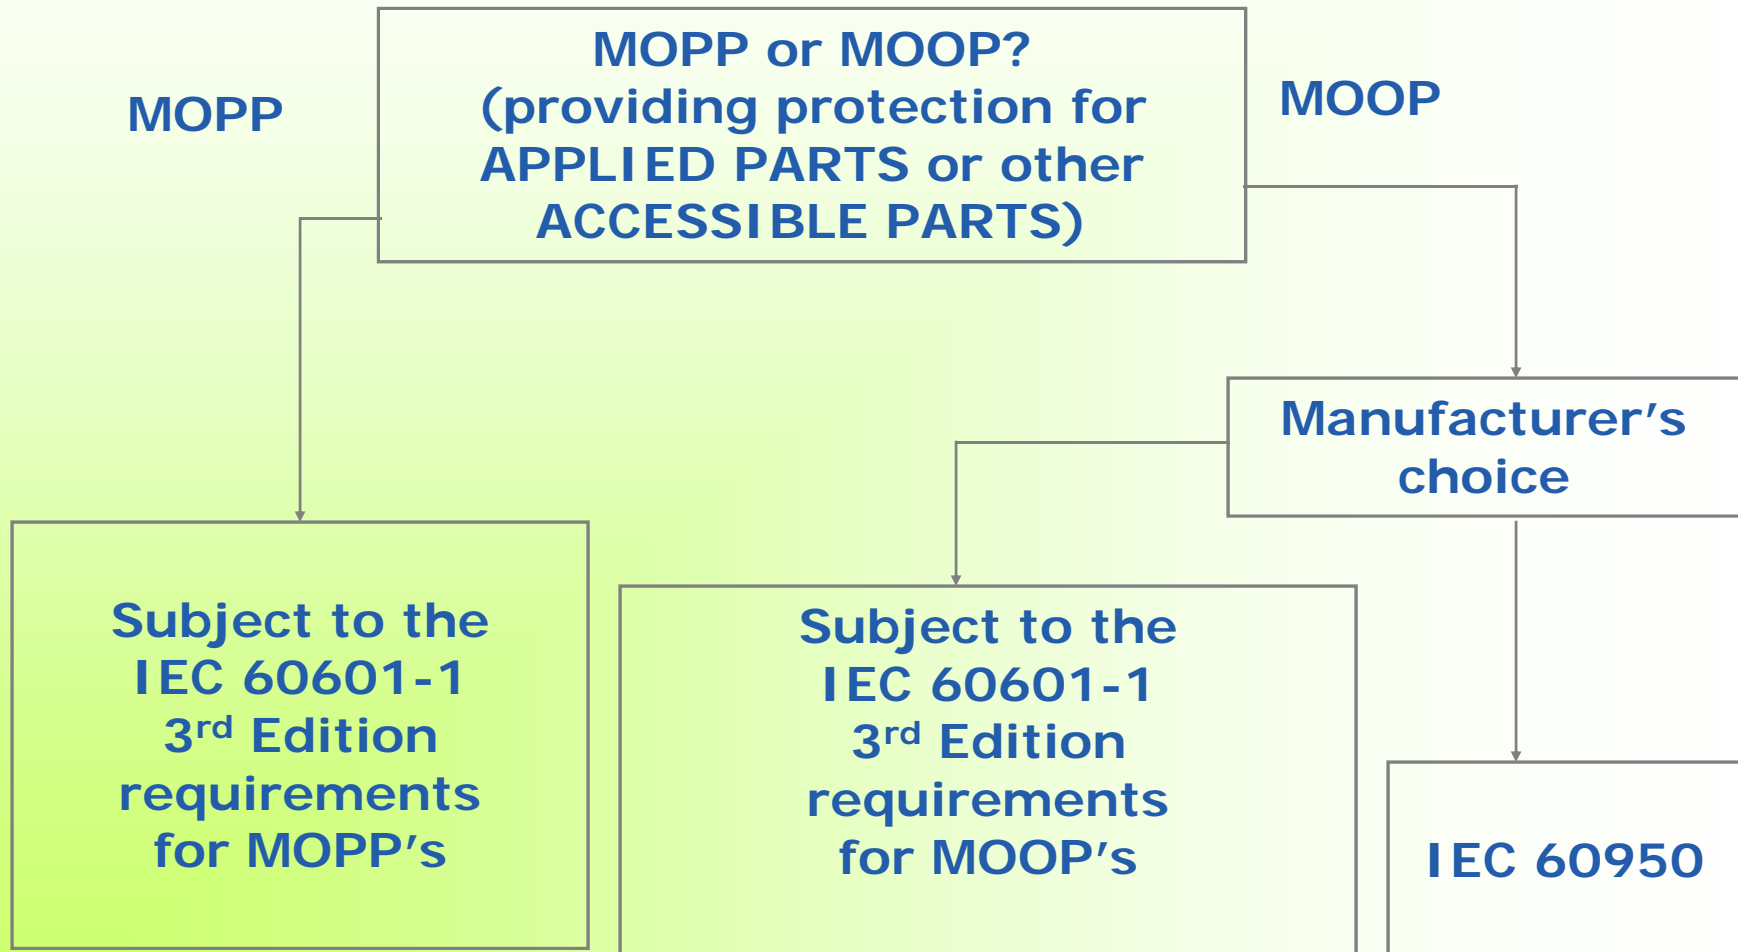 MOPP or MOOP?
(providing protection for
APPLIED PARTS or other
ACCESSIBLE PARTS)
MOPP
MOOP
Manufacturer's
choice
Subject to the
IEC 60601-1
3rd Edition
requirements
for MOPP's
Subject to the
IEC 60601-1
3rd Edition
requirements
for MOOP's
IEC 60950